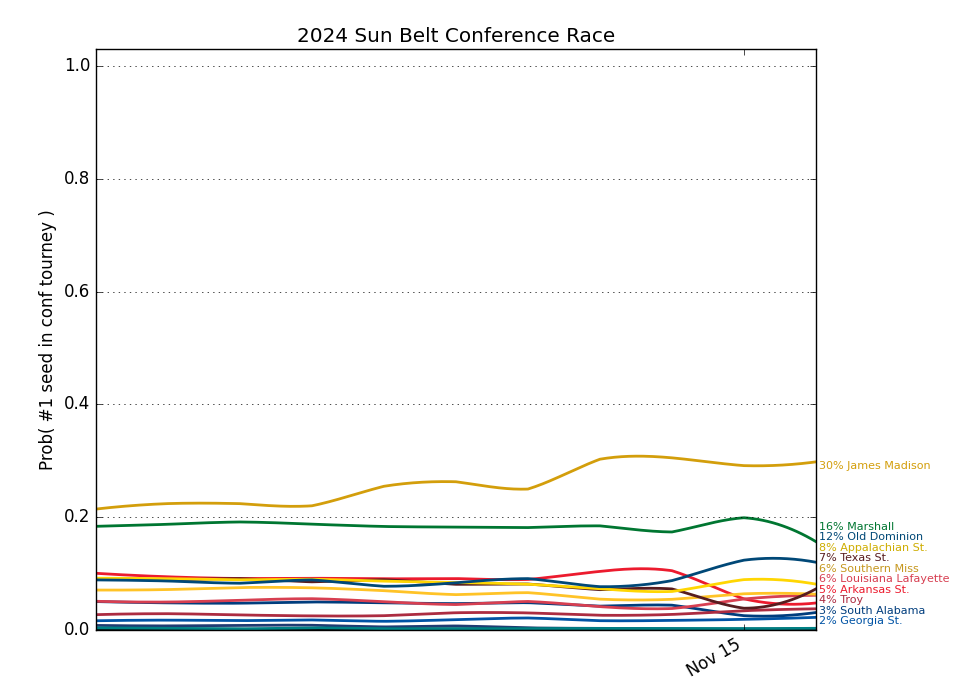 2024 Sun Belt Conference Race
Prob( #1 seed in conf tourney )
1.0
0.8
0.6
0.4
0.2
0.0
Nov 15
30% James Madison
16% Marshall
12% Old Dominion
8% Appalachian St.
7% Texas St.
6% Southern Miss
6% Louisiana Lafayette
5% Arkansas St.
4% Troy
3% South Alabama
2% Georgia St.